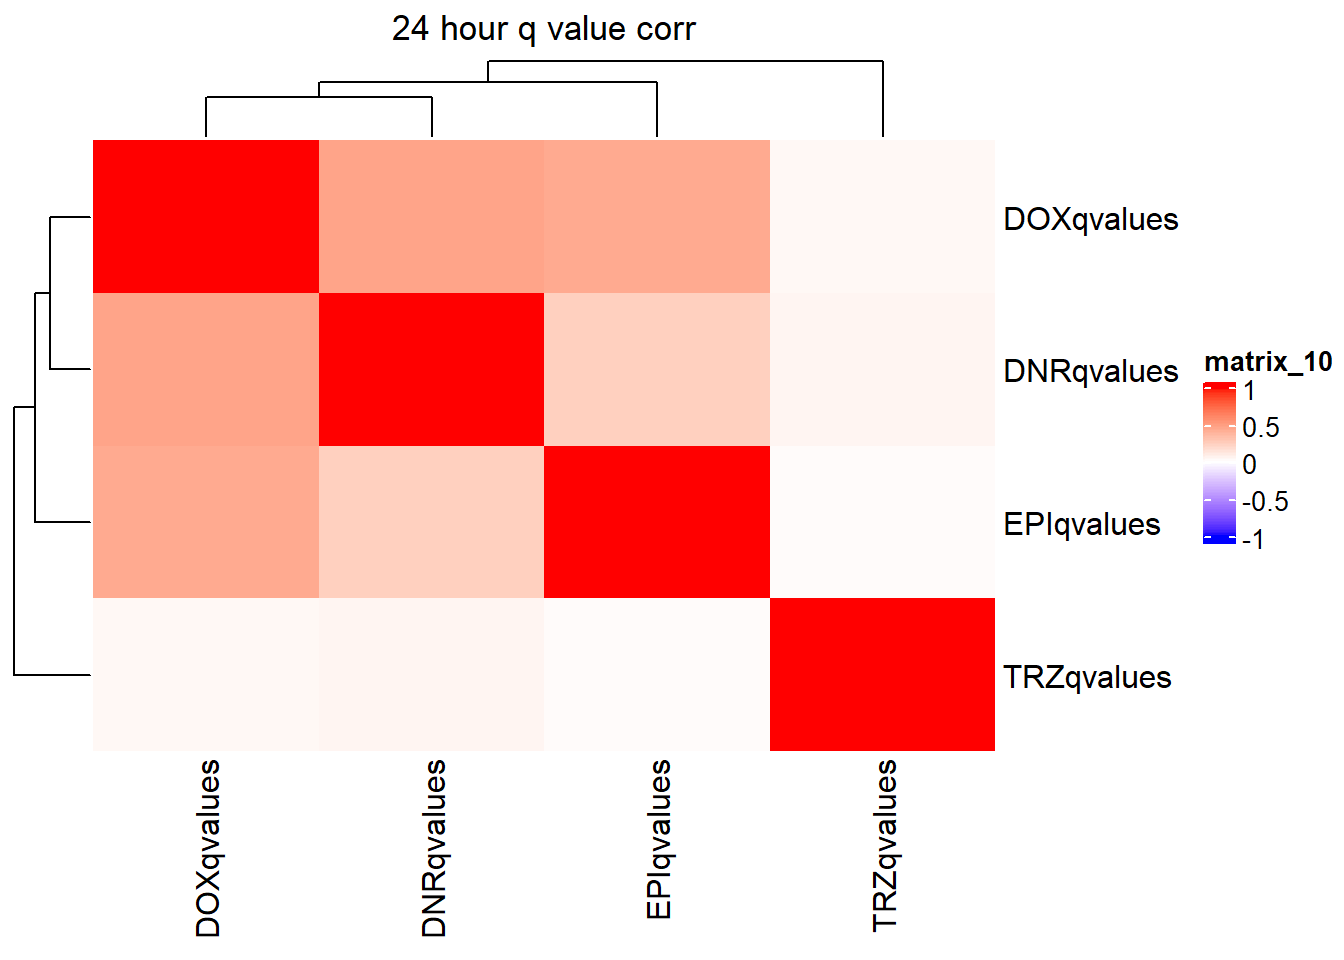 24 hour q value corr
DOXqvalues
DNRqvalues
EPIqvalues
TRZqvalues
matrix_10
1
0.5
0
-0.5
-1
DOXqvalues
DNRqvalues
EPIqvalues
TRZqvalues